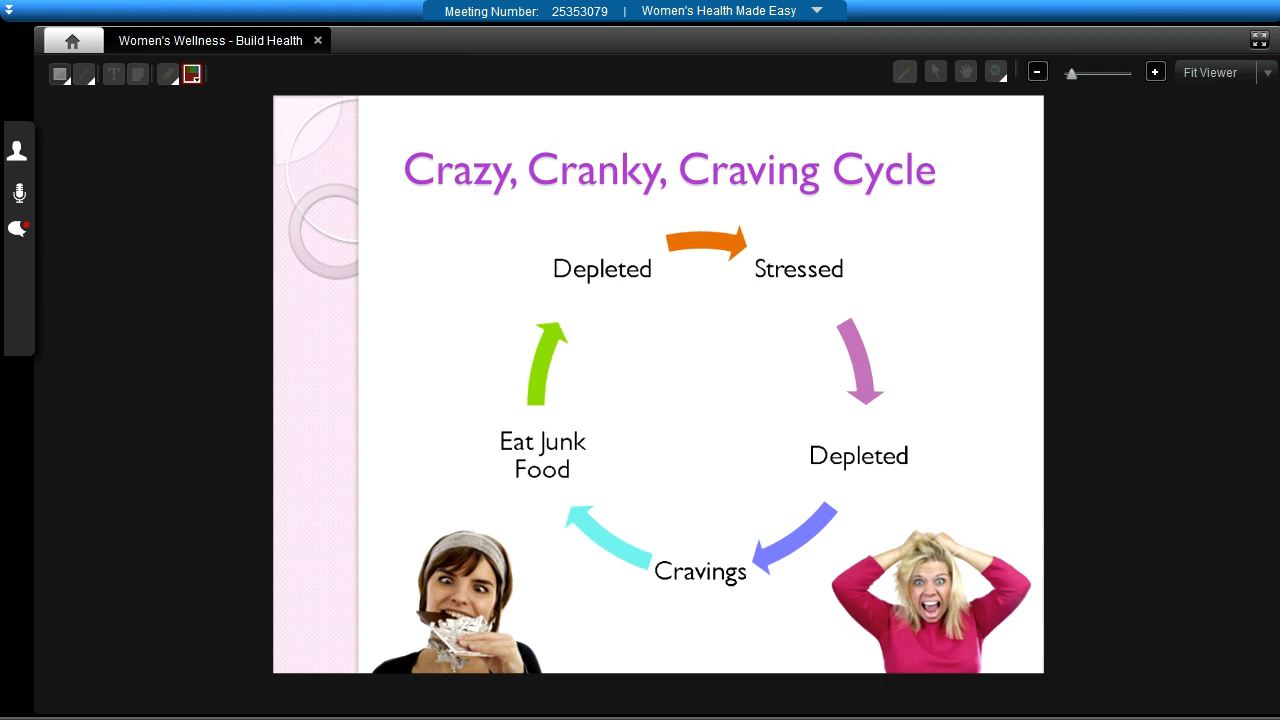 Meeting Number: 25353079 | Women's Health Made Easy
Women's Wellness - Build Health
T
Fit Viewer
Crazy, Cranky, Craving Cycle
Depleted
Stressed
Depleted
Cravings
Eat Junk
Food